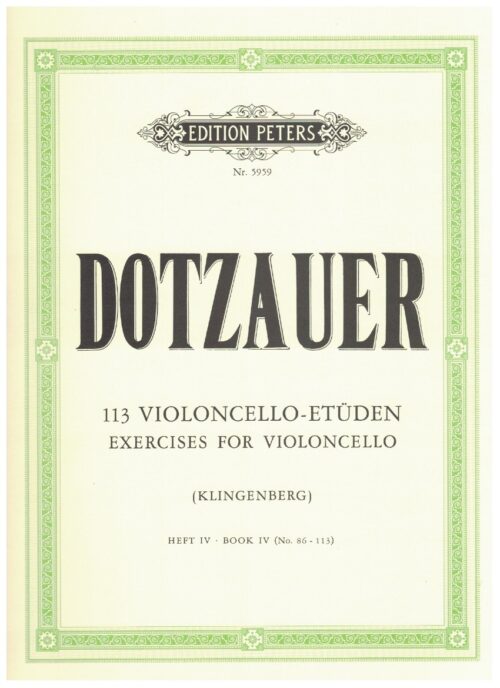 EDITION PETERS
Nr. 5959
DOTZAUER
113 VIOLONCELLO-ETÜDEN
EXERCISES FOR VIOLONCELLO
(KLINGENBERG)
HEFT IV · BOOK IV (No. 86 - 113)